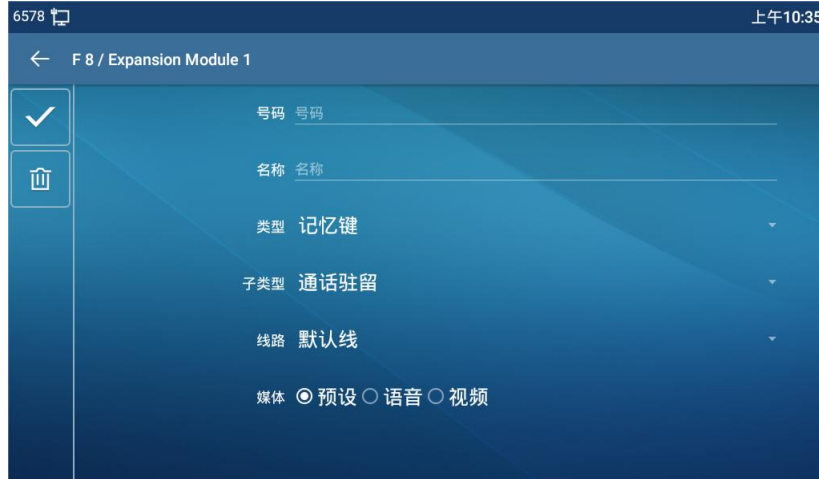 6578 上午10:35
F 8 / Expansion Module 1
号码 号码
名称 名称
类型 记忆键
子类型 通话驻留
线路 默认线
媒体 预设 语音 视频